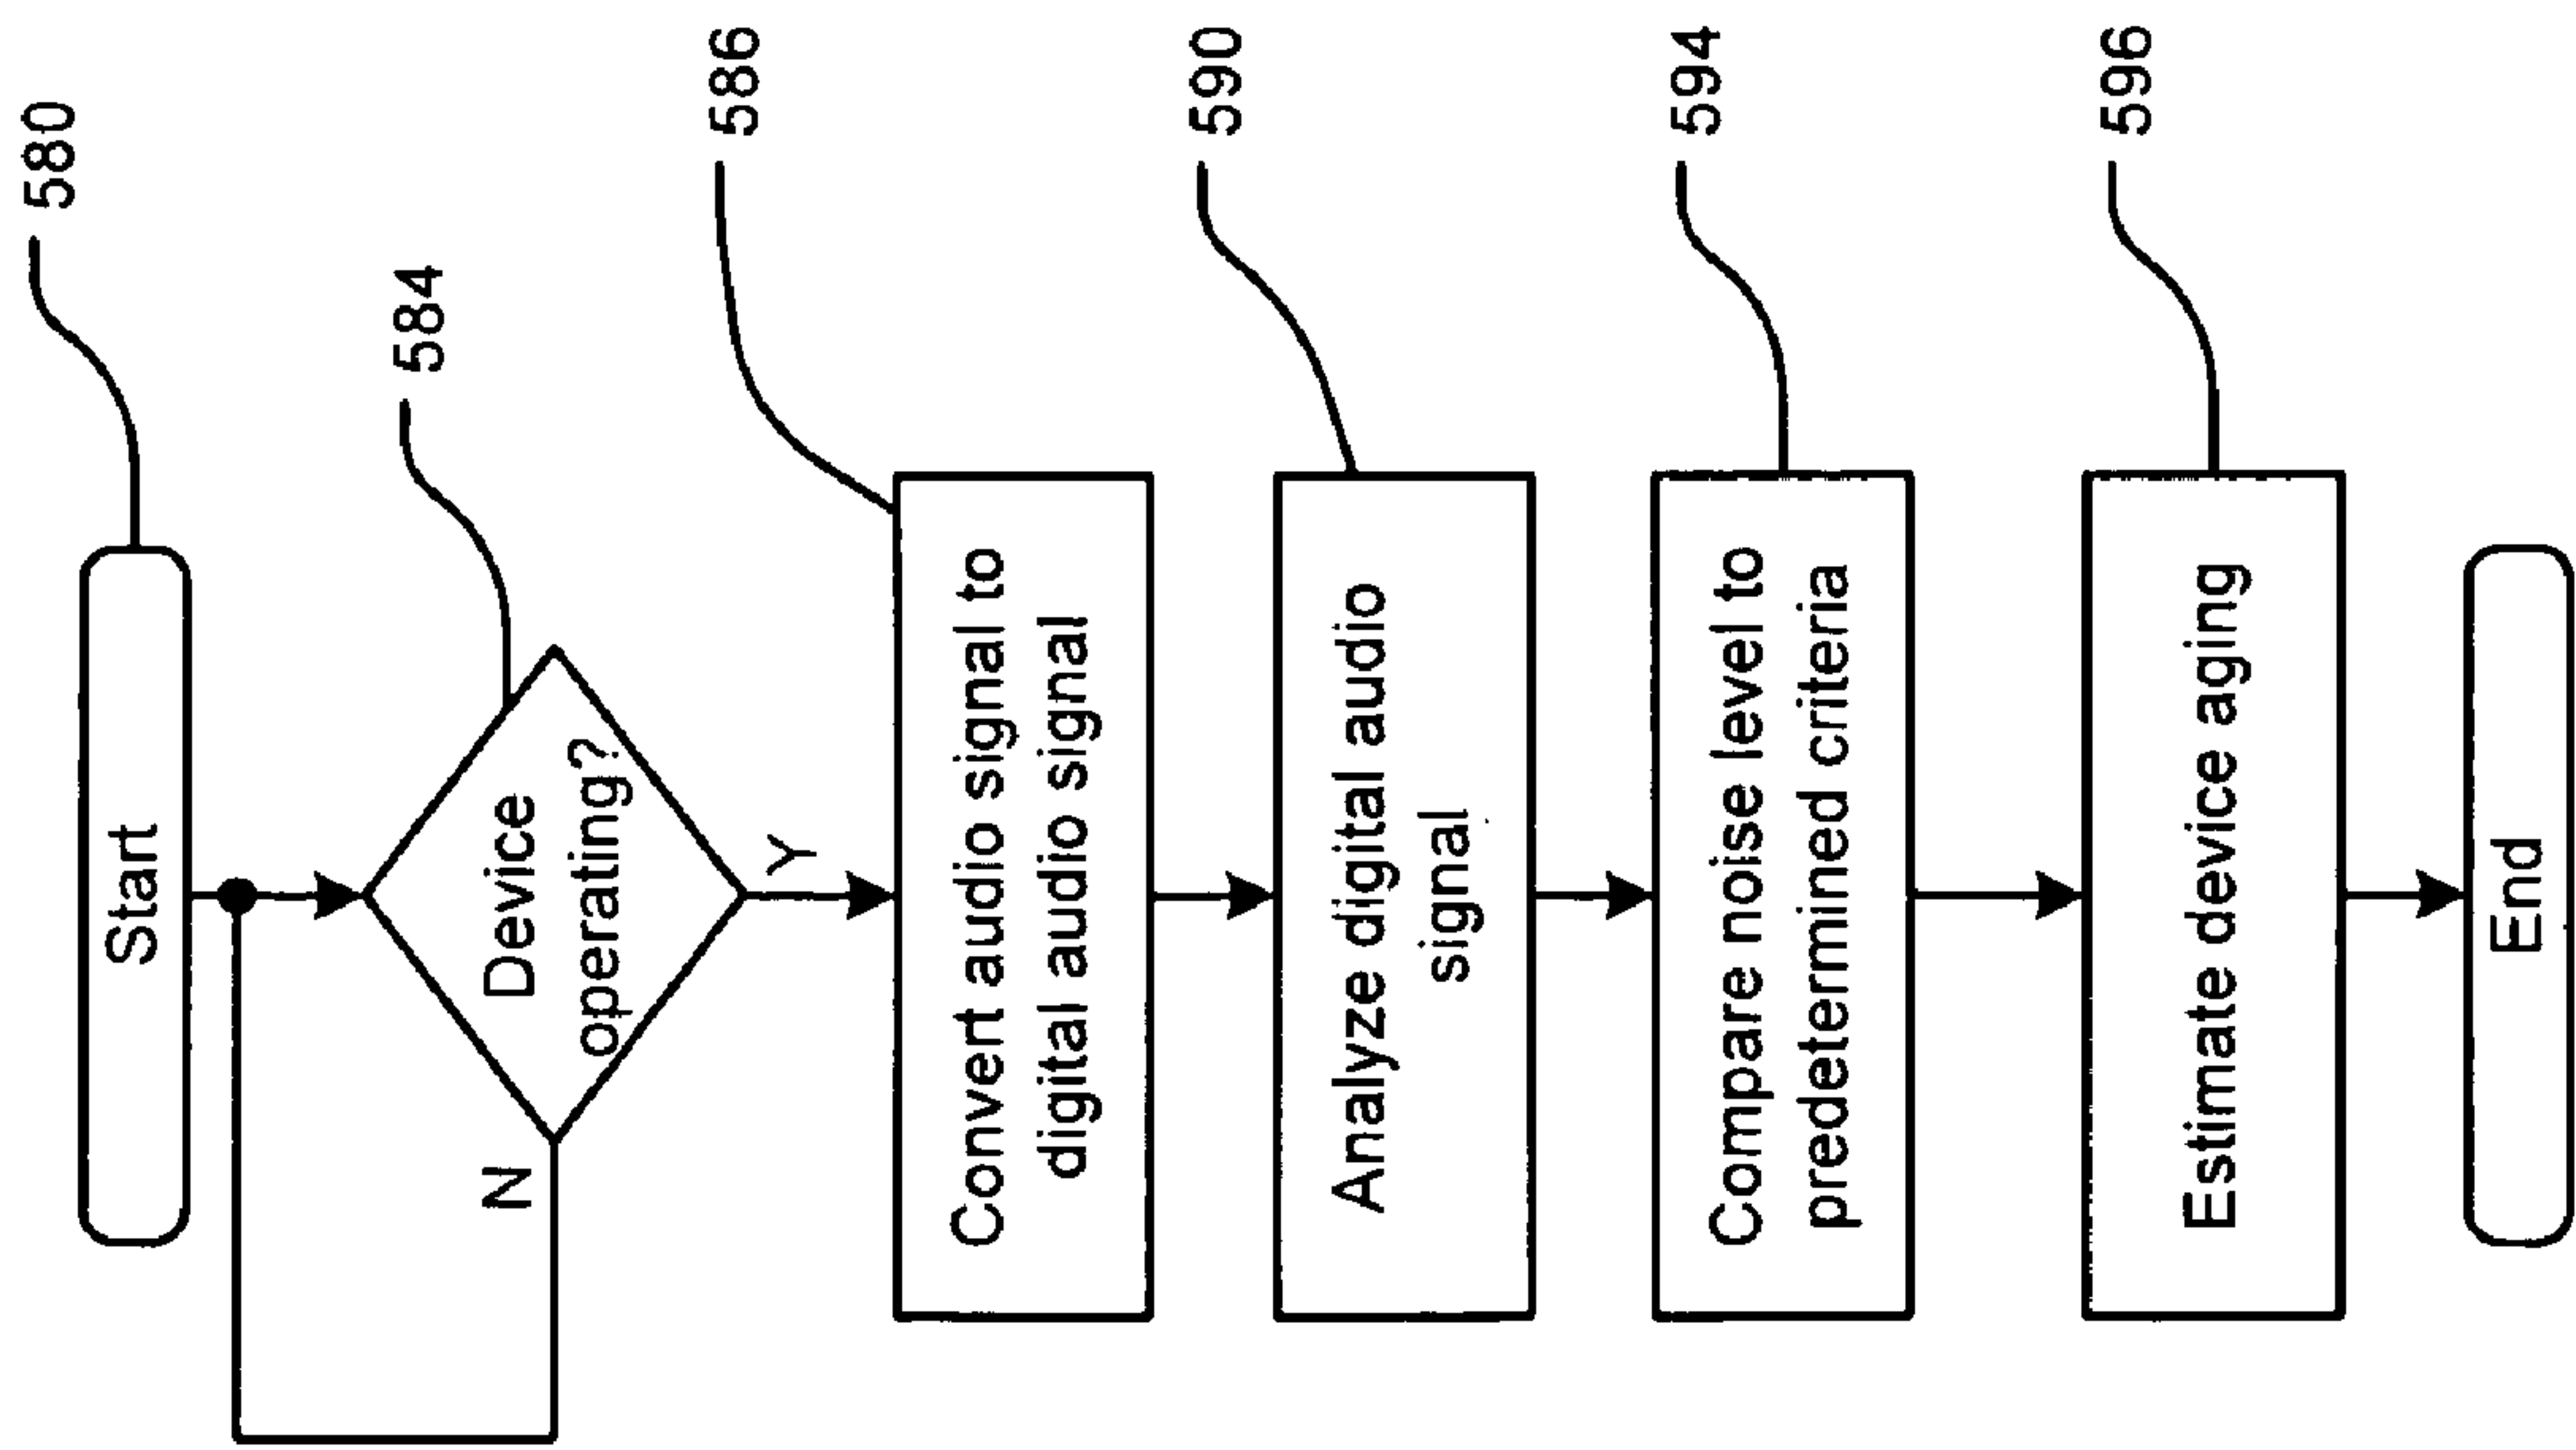 580
Start
584
Device
operating?
N
Y
586
Convert audio signal to
digital audio signal
590
Analyze digital audio
signal
594
Compare noise level to
predetermined criteria
596
Estimate device aging
End